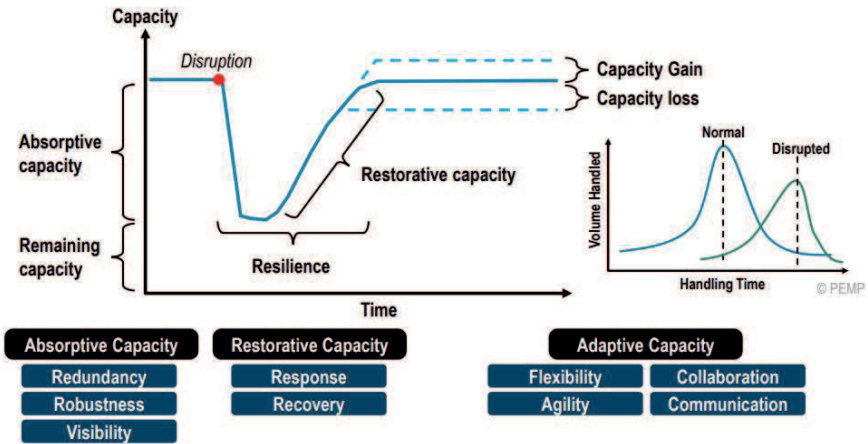 Capacity
Disruption
Capacity Gain
Capacity loss
Absorptive
capacity
Restorative capacity
Remaining
capacity
Resilience
Time
Normal
Disrupted
Volume Handled
Handling Time
© PEMP
Absorptive Capacity
Redundancy
Robustness
Visibility
Restorative Capacity
Response
Recovery
Adaptive Capacity
Flexibility
Collaboration
Agility
Communication